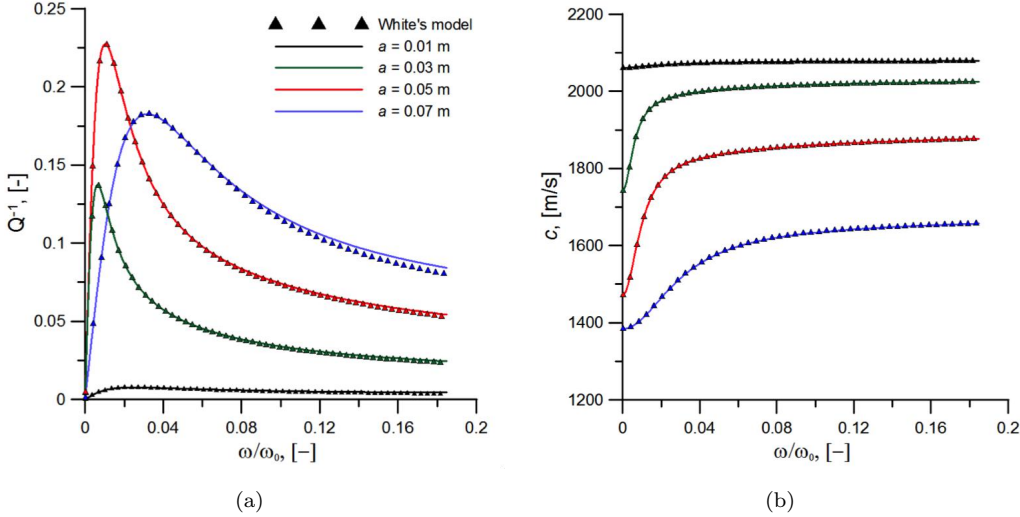 0.25
0.2
0.15
0.1
0.05
0
Q⁻¹, [-]
White's model
a = 0.01 m
a = 0.03 m
a = 0.05 m
a = 0.07 m
0 0.04 0.08 0.12 0.16 0.2
ω/ω₀, [–]
(a)
2200
2000
1800
1600
1400
1200
c, [m/s]
0 0.04 0.08 0.12 0.16 0.2
ω/ω₀, [–]
(b)